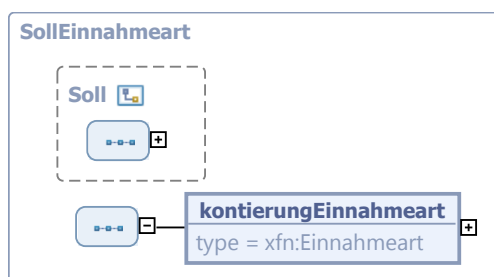 SollEinnahmeart
Soll
kontierungEinnahmeart
type = xfn:Einnahmeart